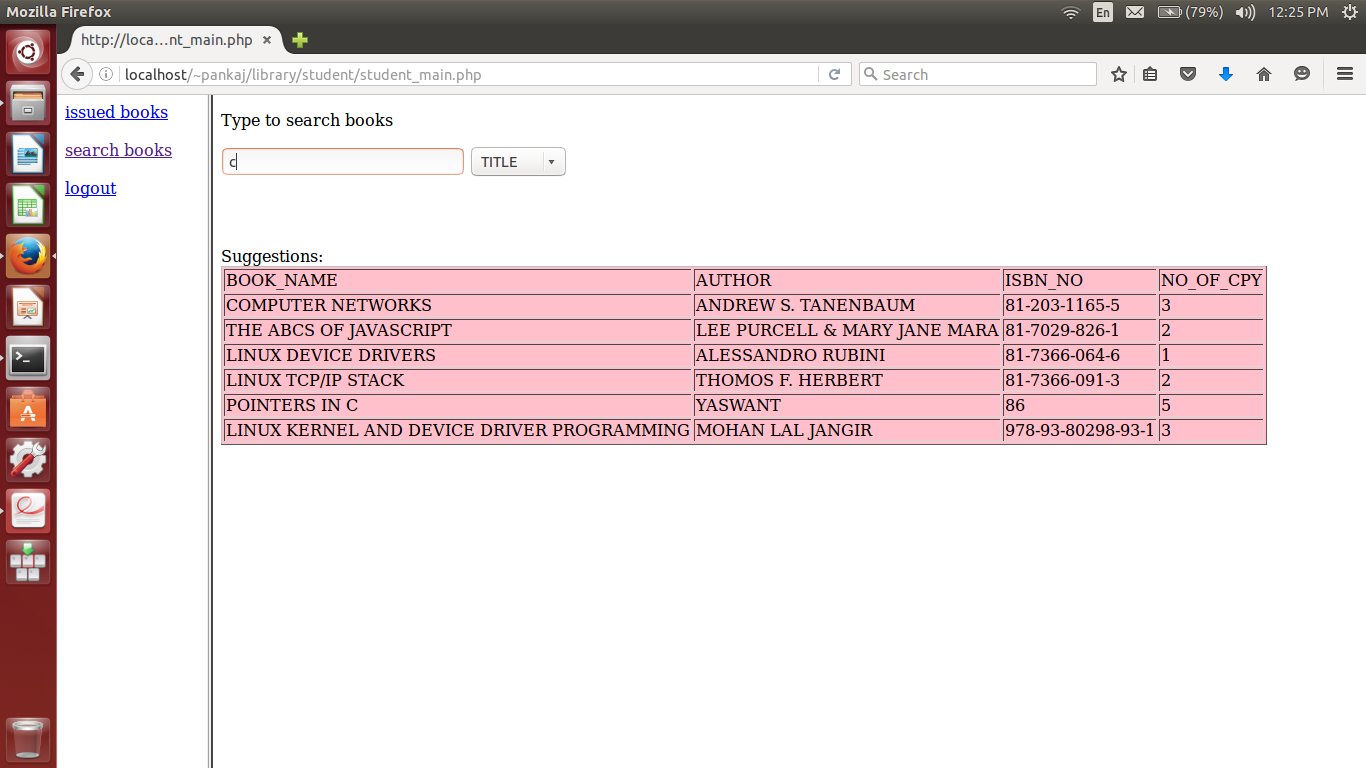 Mozilla Firefox En (79%) 12:25 PM
http://loca...nt_main.php
localhost/~pankaj/library/student/student_main.php Search
issued books
search books
logout
Type to search books
c TITLE
Suggestions:
BOOK_NAME AUTHOR ISBN_NO NO_OF_CPY
COMPUTER NETWORKS ANDREW S. TANENBAUM 81-203-1165-5 3
THE ABCS OF JAVASCRIPT LEE PURCELL & MARY JANE MARA 81-7029-826-1 2
LINUX DEVICE DRIVERS ALESSANDRO RUBINI 81-7366-064-6 1
LINUX TCP/IP STACK THOMOS F. HERBERT 81-7366-091-3 2
POINTERS IN C YASWANT 86 5
LINUX KERNEL AND DEVICE DRIVER PROGRAMMING MOHAN LAL JANGIR 978-93-80298-93-1 3